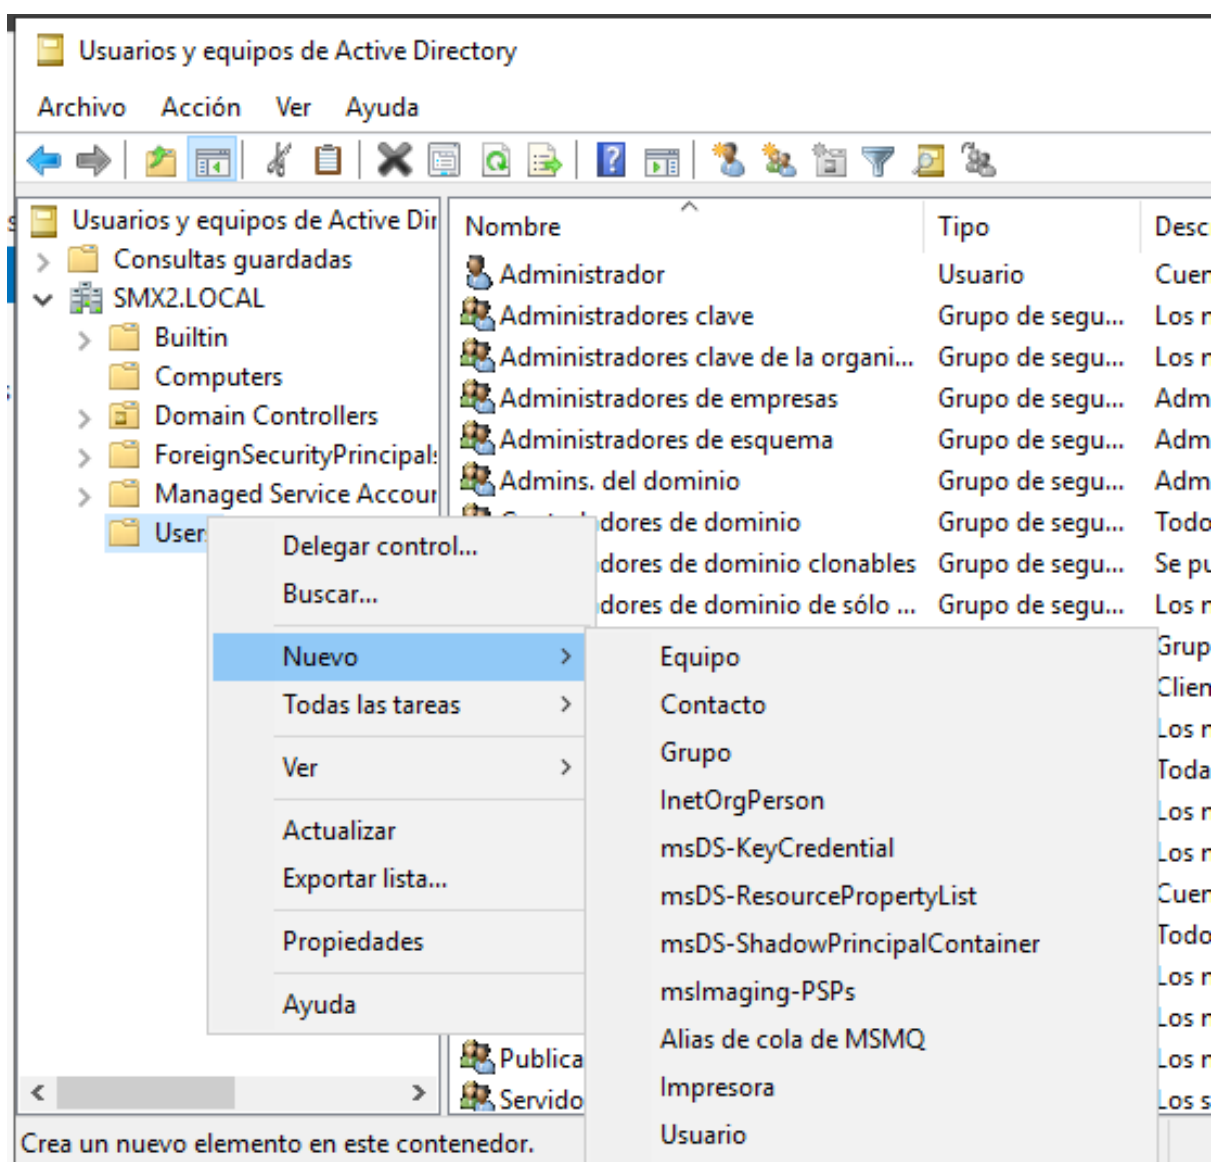 Usuarios y equipos de Active Directory
Archivo Acción Ver Ayuda
Usuarios y equipos de Active Dir
Consultas guardadas
SMX2.LOCAL
Builtin
Computers
Domain Controllers
ForeignSecurityPrincipals
Managed Service Accour
User
Nombre Tipo Desc
Administrador Usuario Cuen
Administradores clave Grupo de segu... Los n
Administradores clave de la organi... Grupo de segu... Los n
Administradores de empresas Grupo de segu... Adm
Administradores de esquema Grupo de segu... Adm
Admins. del dominio Grupo de segu... Adm
dores de dominio Grupo de segu... Todo
dores de dominio clonables Grupo de segu... Se pu
dores de dominio de sólo ... Grupo de segu... Los n
Grup
Clien
Los n
Toda
Los n
Los n
Cuen
Todo
Los n
Los n
Publica Los n
Servido Los s
Delegar control...
Buscar...
Nuevo
Todas las tareas
Ver
Actualizar
Exportar lista...
Propiedades
Ayuda
Equipo
Contacto
Grupo
InetOrgPerson
msDS-KeyCredential
msDS-ResourcePropertyList
msDS-ShadowPrincipalContainer
msImaging-PSPs
Alias de cola de MSMQ
Impresora
Usuario
Crea un nuevo elemento en este contenedor.